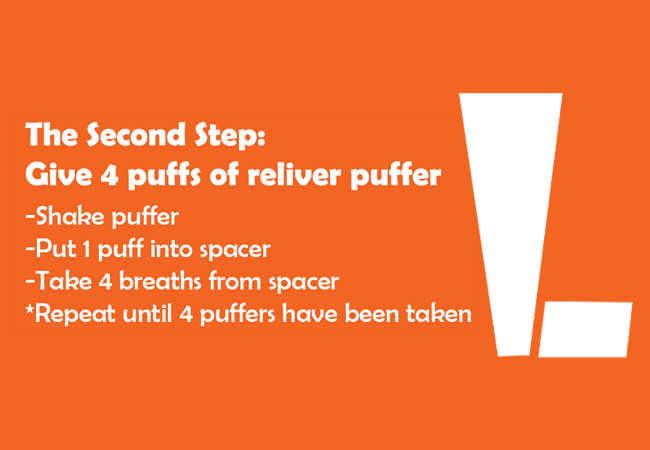 The Second Step:
Give 4 puffs of reliver puffer
-Shake puffer
-Put 1 puff into spacer
-Take 4 breaths from spacer
*Repeat until 4 puffers have been taken